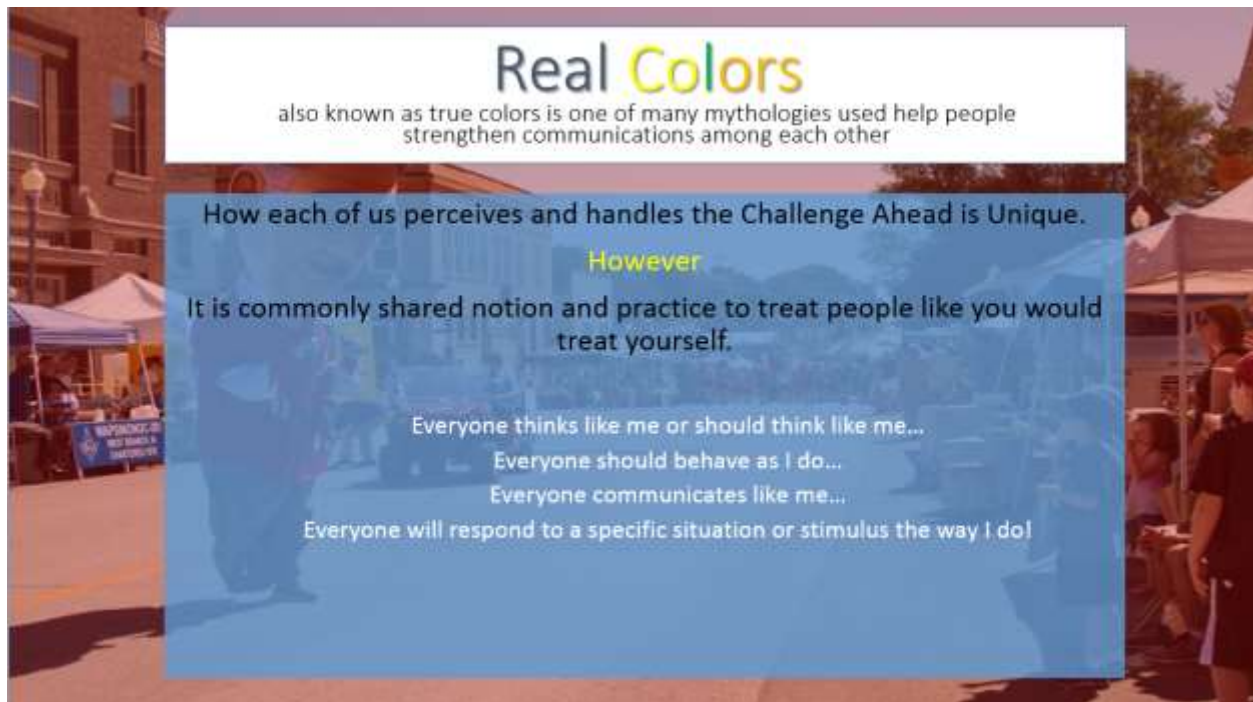 Real Colors
also known as true colors is one of many mythologies used help people
strengthen communications among each other
How each of us perceives and handles the Challenge Ahead is Unique.
However
It is commonly shared notion and practice to treat people like you would
treat yourself.
Everyone thinks like me or should think like me...
Everyone should behave as I do...
Everyone communicates like me...
Everyone will respond to a specific situation or stimulus the way I do!